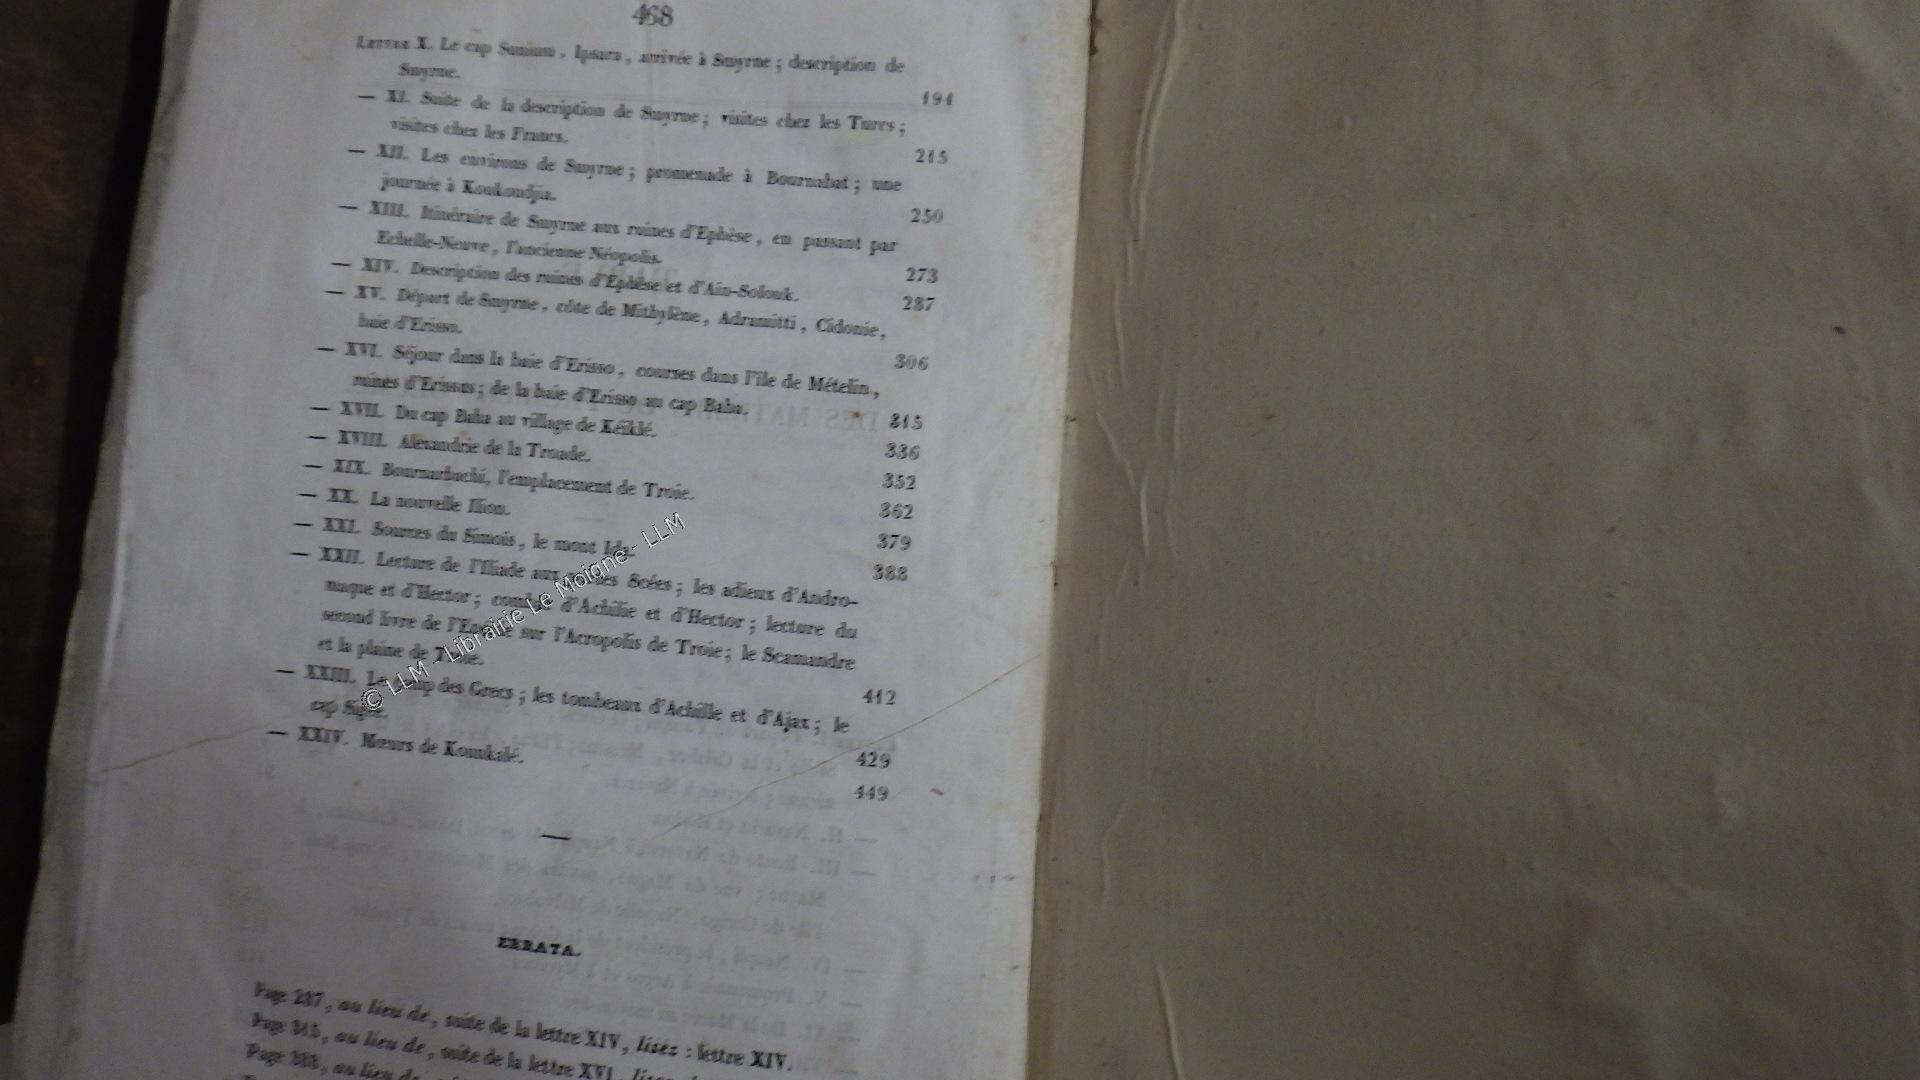 468
LETTRE X. Le cap Sunium, Ipsara, arrivée à Smyrne; description de
Smyrne. 191
— XI. Suite de la description de Smyrne; visites chez les Turcs;
visites chez les Francs. 215
— XII. Les environs de Smyrne; promenade à Bournabat; une
journée à Koukoudjia. 250
— XIII. Itinéraire de Smyrne aux ruines d'Ephèse, en passant par
Echelle-Neuve, l'ancienne Néopolis. 273
— XIV. Description des ruines d'Ephèse et d'Aïn-Solouk. 287
— XV. Départ de Smyrne, côte de Mithylène, Adramitti, Cidonie,
baie d'Erisso. 306
— XVI. Séjour dans la baie d'Erisso, courses dans l'île de Mételin,
ruines d'Erissus; de la baie d'Erisso au cap Baba. 315
— XVII. Du cap Baba au village de Kéïklé. 336
— XVIII. Alexandrie de la Troade. 352
— XIX. Bournarbachi, l'emplacement de Troie. 362
— XX. La nouvelle Ilion. 379
— XXI. Sources du Simoïs, le mont Ida. 388
— XXII. Lecture de l'Iliade aux portes Scées; les adieux d'Andro-
maque et d'Hector; combat d'Achille et d'Hector; lecture du
second livre de l'Enéide sur l'Acropolis de Troie; le Scamandre
et la plaine de Troie. 412
— XXIII. Le camp des Grecs; les tombeaux d'Achille et d'Ajax; le
cap Sigée. 429
— XXIV. Mœurs de Koumkalé. 449
© LLM - Librairie Le Moigne - LLM
ERRATA.
Page 287, au lieu de, suite de la lettre XIV, lisez : lettre XIV.
Page 315, au lieu de, suite de la lettre XVI,
Page 388, au lieu de,